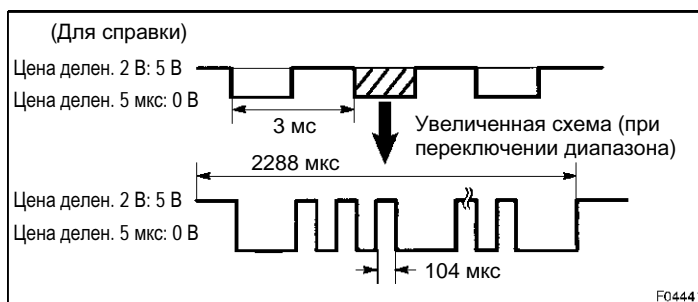 (Для справки)
Цена делен. 2 В: 5 В
Цена делен. 5 мкс: 0 В
3 мс
Увеличенная схема (при
переключении диапазона)
2288 мкс
Цена делен. 2 В: 5 В
Цена делен. 5 мкс: 0 В
104 мкс
F04441